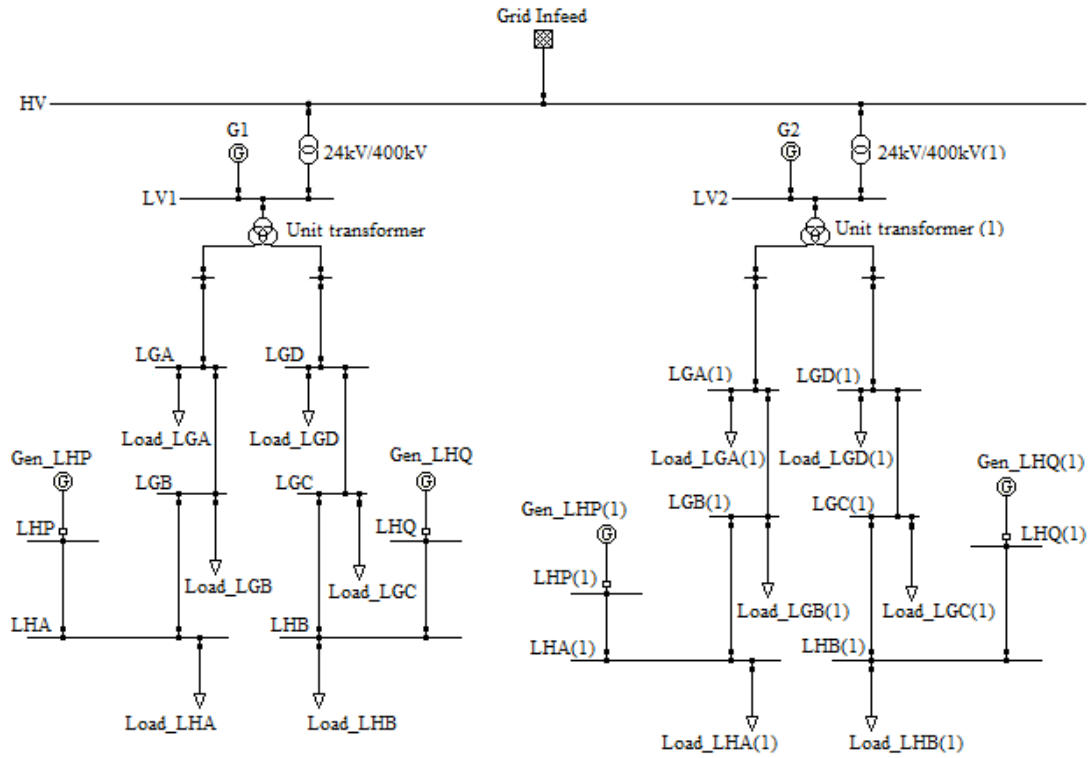 Grid Infeed
HV
G1
G
24kV/400kV
G2
G
24kV/400kV(1)
LV1
LV2
Unit transformer
Unit transformer (1)
LGA
LGD
LGA(1)
LGD(1)
Load_LGA
Load_LGD
Load_LGA(1)
Load_LGD(1)
Gen_LHP
G
Gen_LHQ
G
Gen_LHQ(1)
G
LGB
LGC
LGB(1)
LGC(1)
Gen_LHP(1)
G
LHP
LHQ
LHQ(1)
LHP(1)
Load_LGB
Load_LGC
Load_LGB(1)
Load_LGC(1)
LHA
LHB
LHA(1)
LHB(1)
Load_LHA
Load_LHB
Load_LHA(1)
Load_LHB(1)